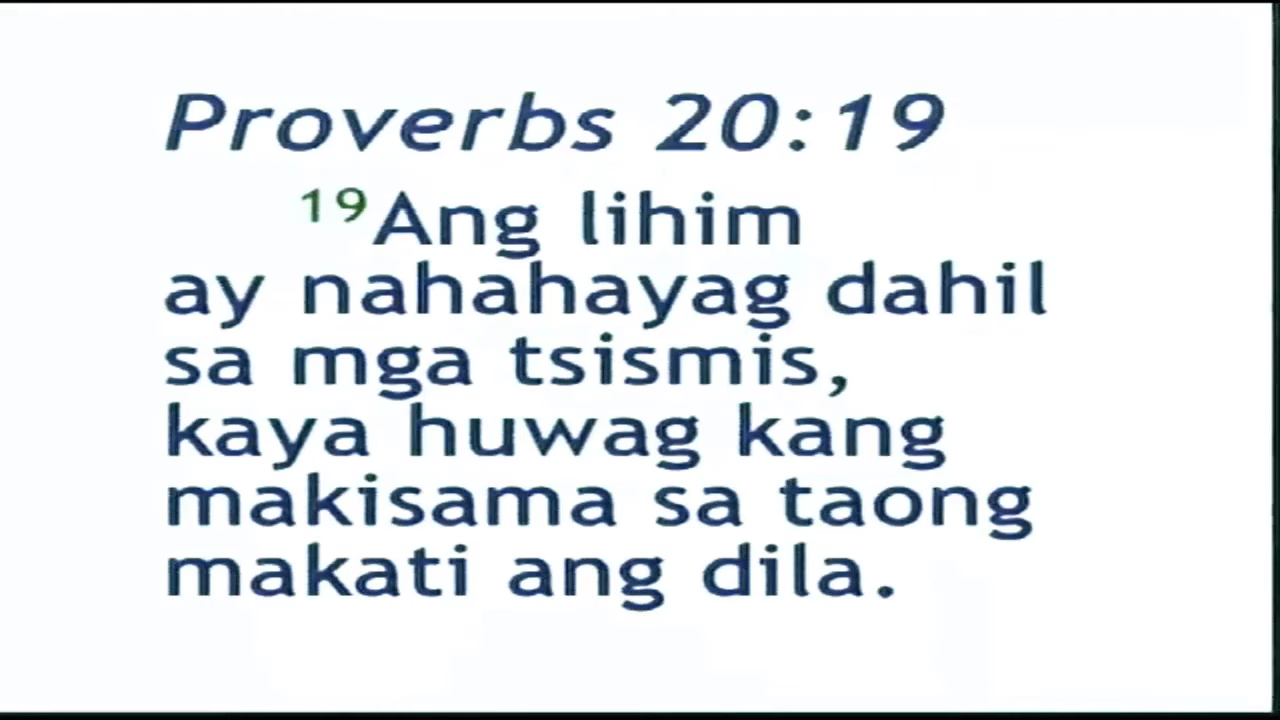 Proverbs 20:19
19Ang lihim
ay nahahayag dahil
sa mga tsismis,
kaya huwag kang
makisama sa taong
makati ang dila.